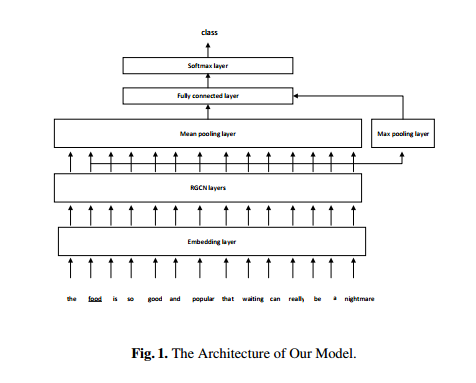 class
Softmax layer
Fully connected layer
Mean pooling layer
Max pooling layer
RGCN layers
Embedding layer
the food is so good and popular that waiting can really be a nightmare
Fig. 1. The Architecture of Our Model.